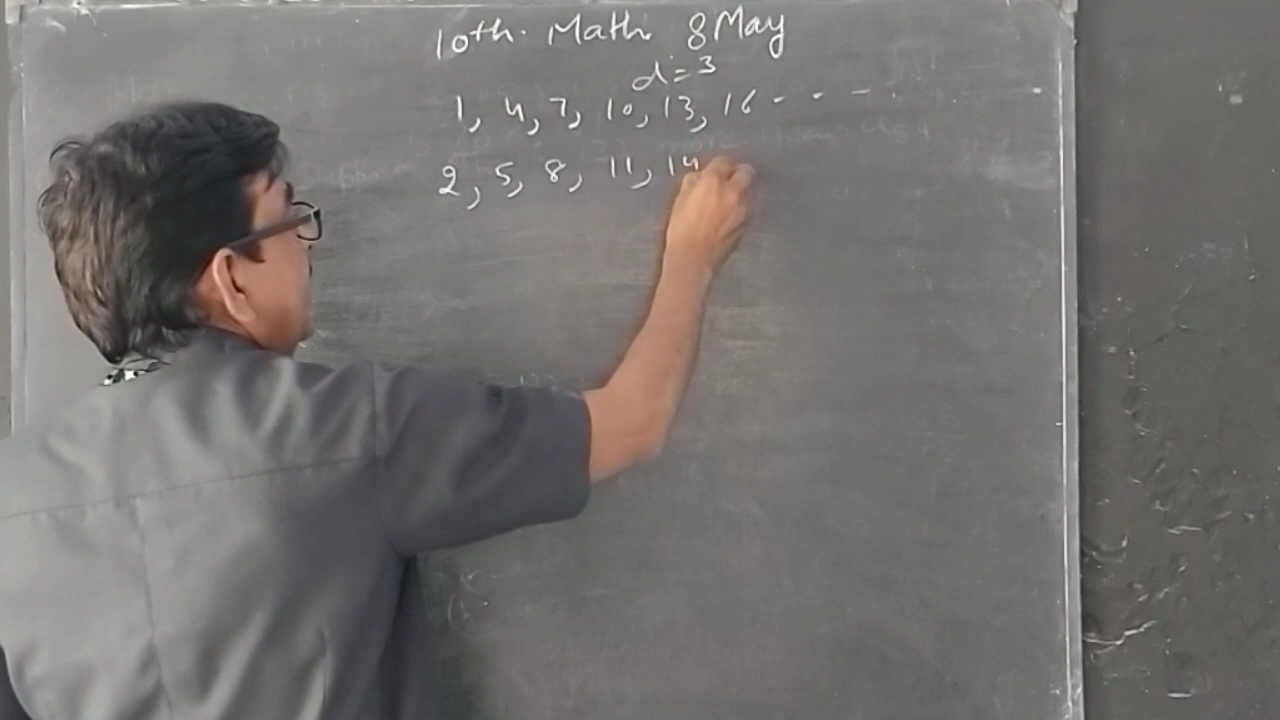 10th. Math. 8 May
d = 3
1, 4, 7, 10, 13, 16 - - -
2, 5, 8, 11, 14